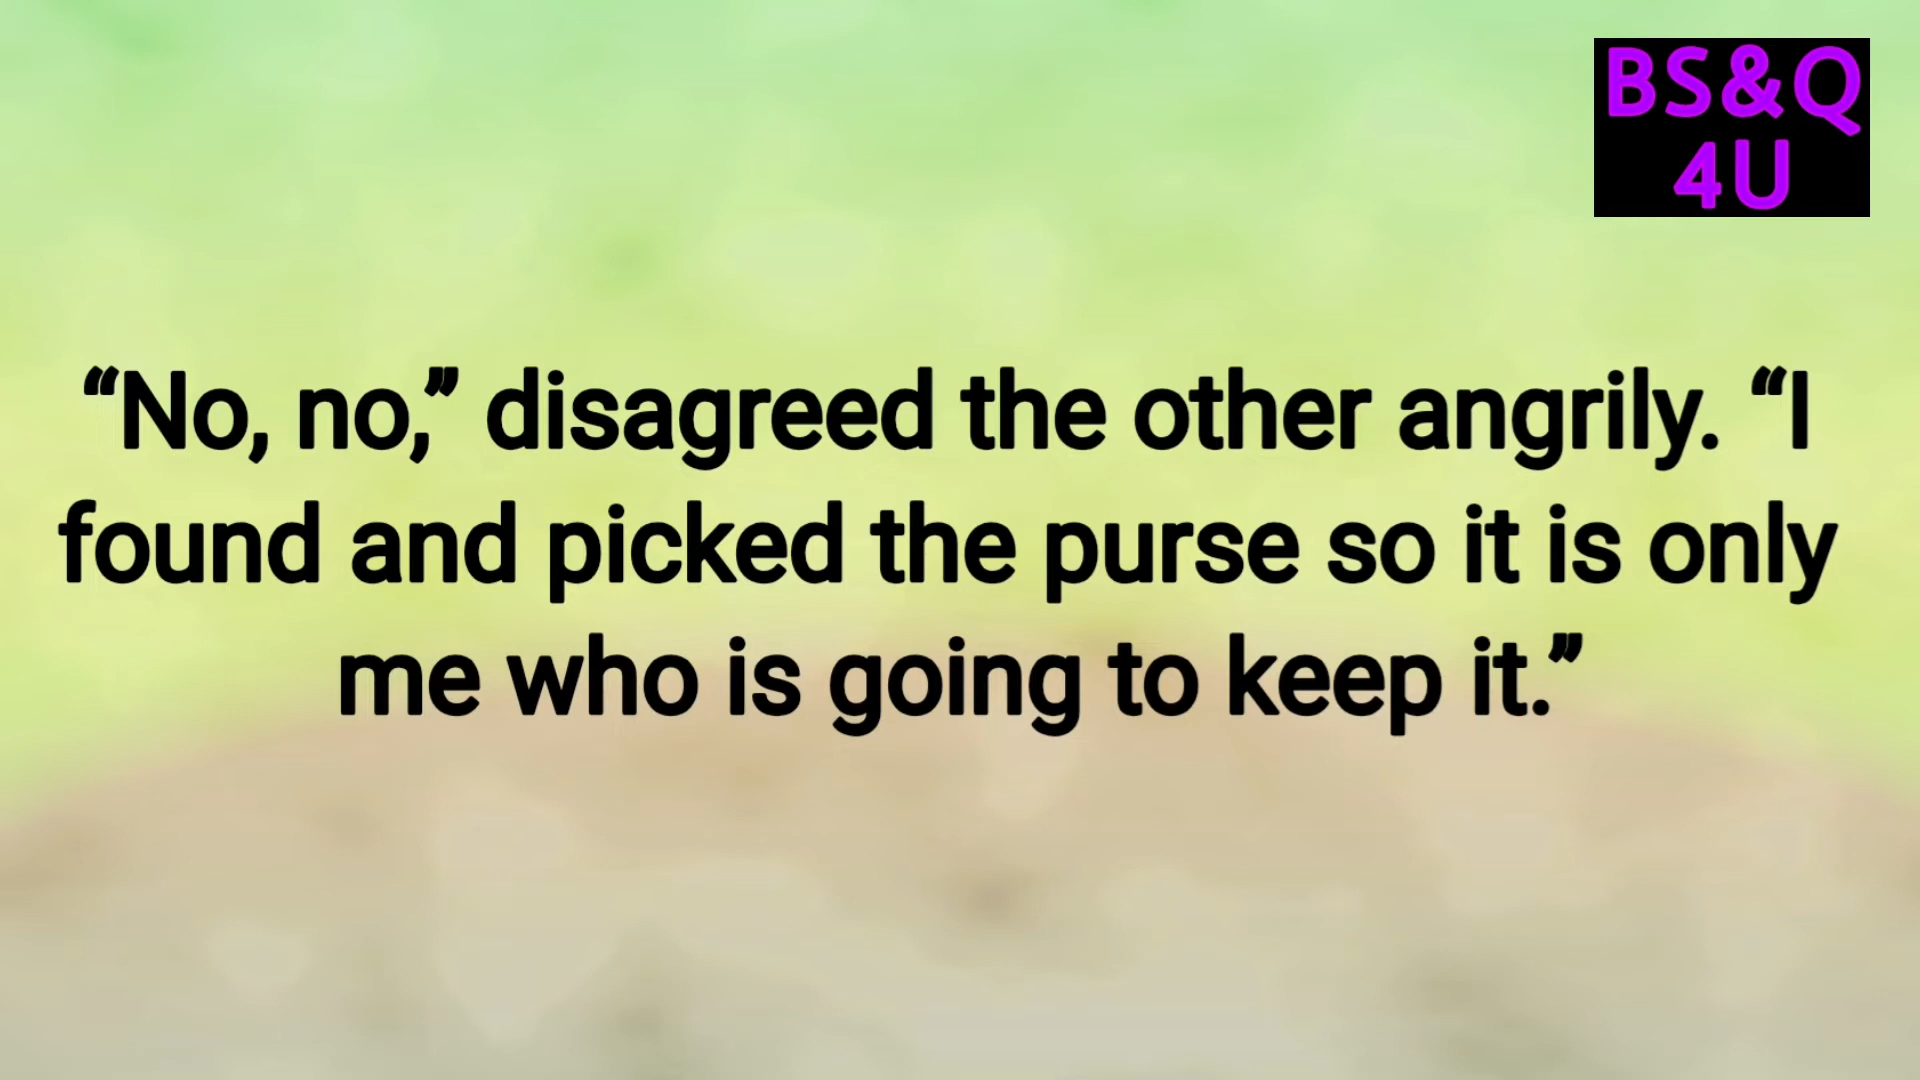 BS&Q
4U
“No, no,” disagreed the other angrily. “I
found and picked the purse so it is only
me who is going to keep it.”